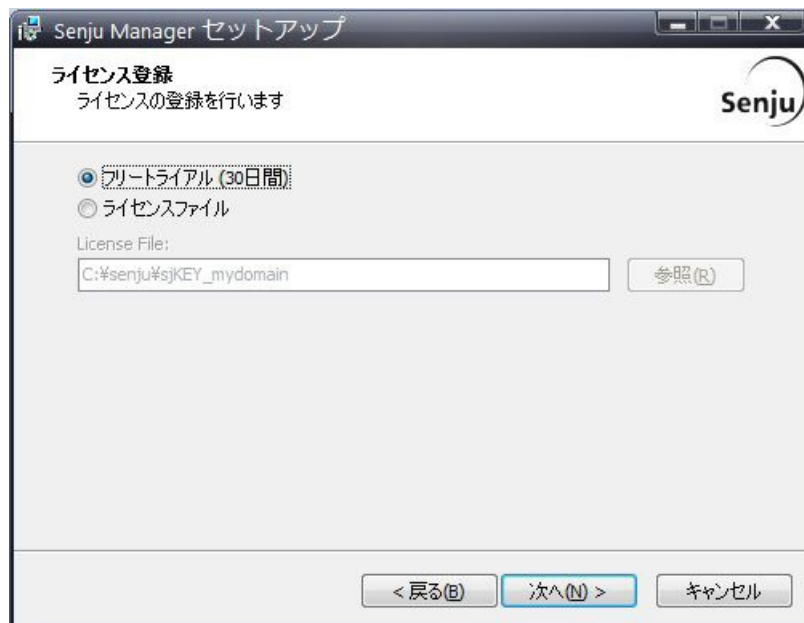 Senju Manager セットアップ
ライセンス登録
ライセンスの登録を行います
Senju
フリートライアル (30日間)
ライセンスファイル
License File:
C:¥senju¥sjKEY_mydomain
参照(R)
< 戻る(B)
次へ(N) >
キャンセル